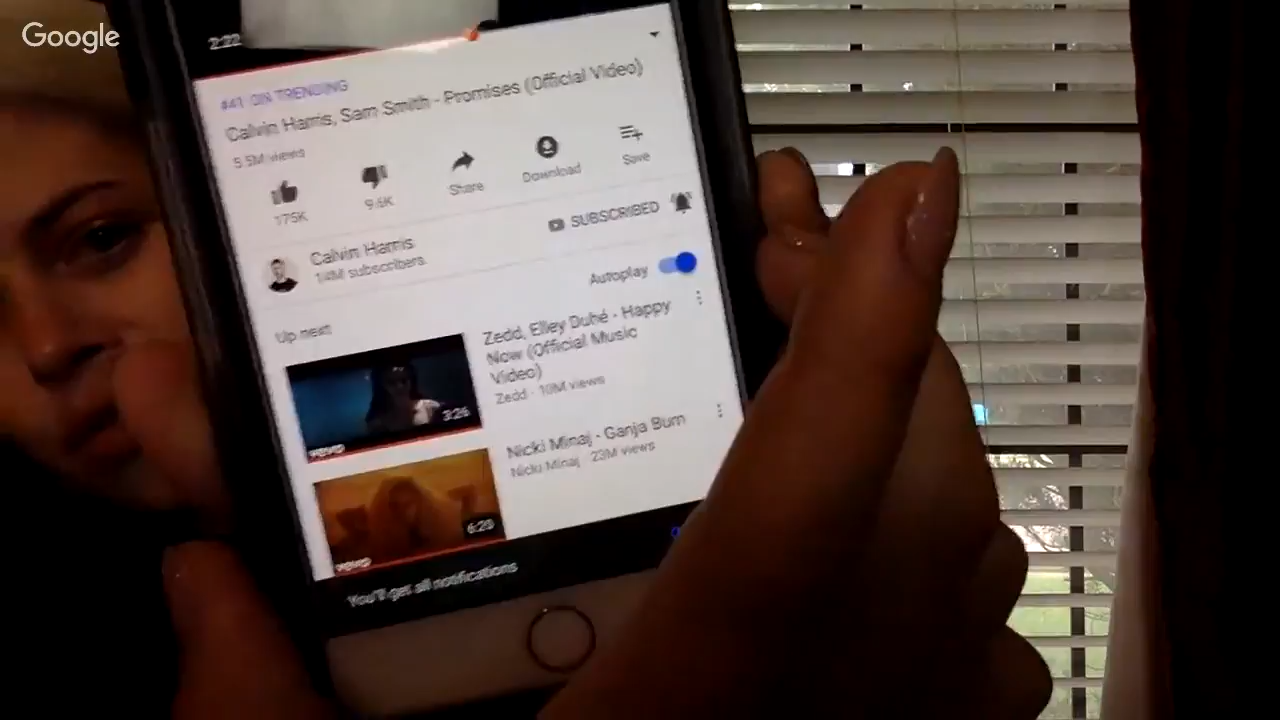 Google
2:22
#41 ON TRENDING
Calvin Harris, Sam Smith - Promises (Official Video)
5.5M views
175K
9.6K
Share
Download
Save
Calvin Harris
14M subscribers
SUBSCRIBED
Autoplay
Up next
Zedd, Elley Duhé - Happy
Now (Official Music
Video)
Zedd · 19M views
3:26
vevo
Nicki Minaj - Ganja Burn
Nicki Minaj · 23M views
6:20
vevo
You'll get all notifications